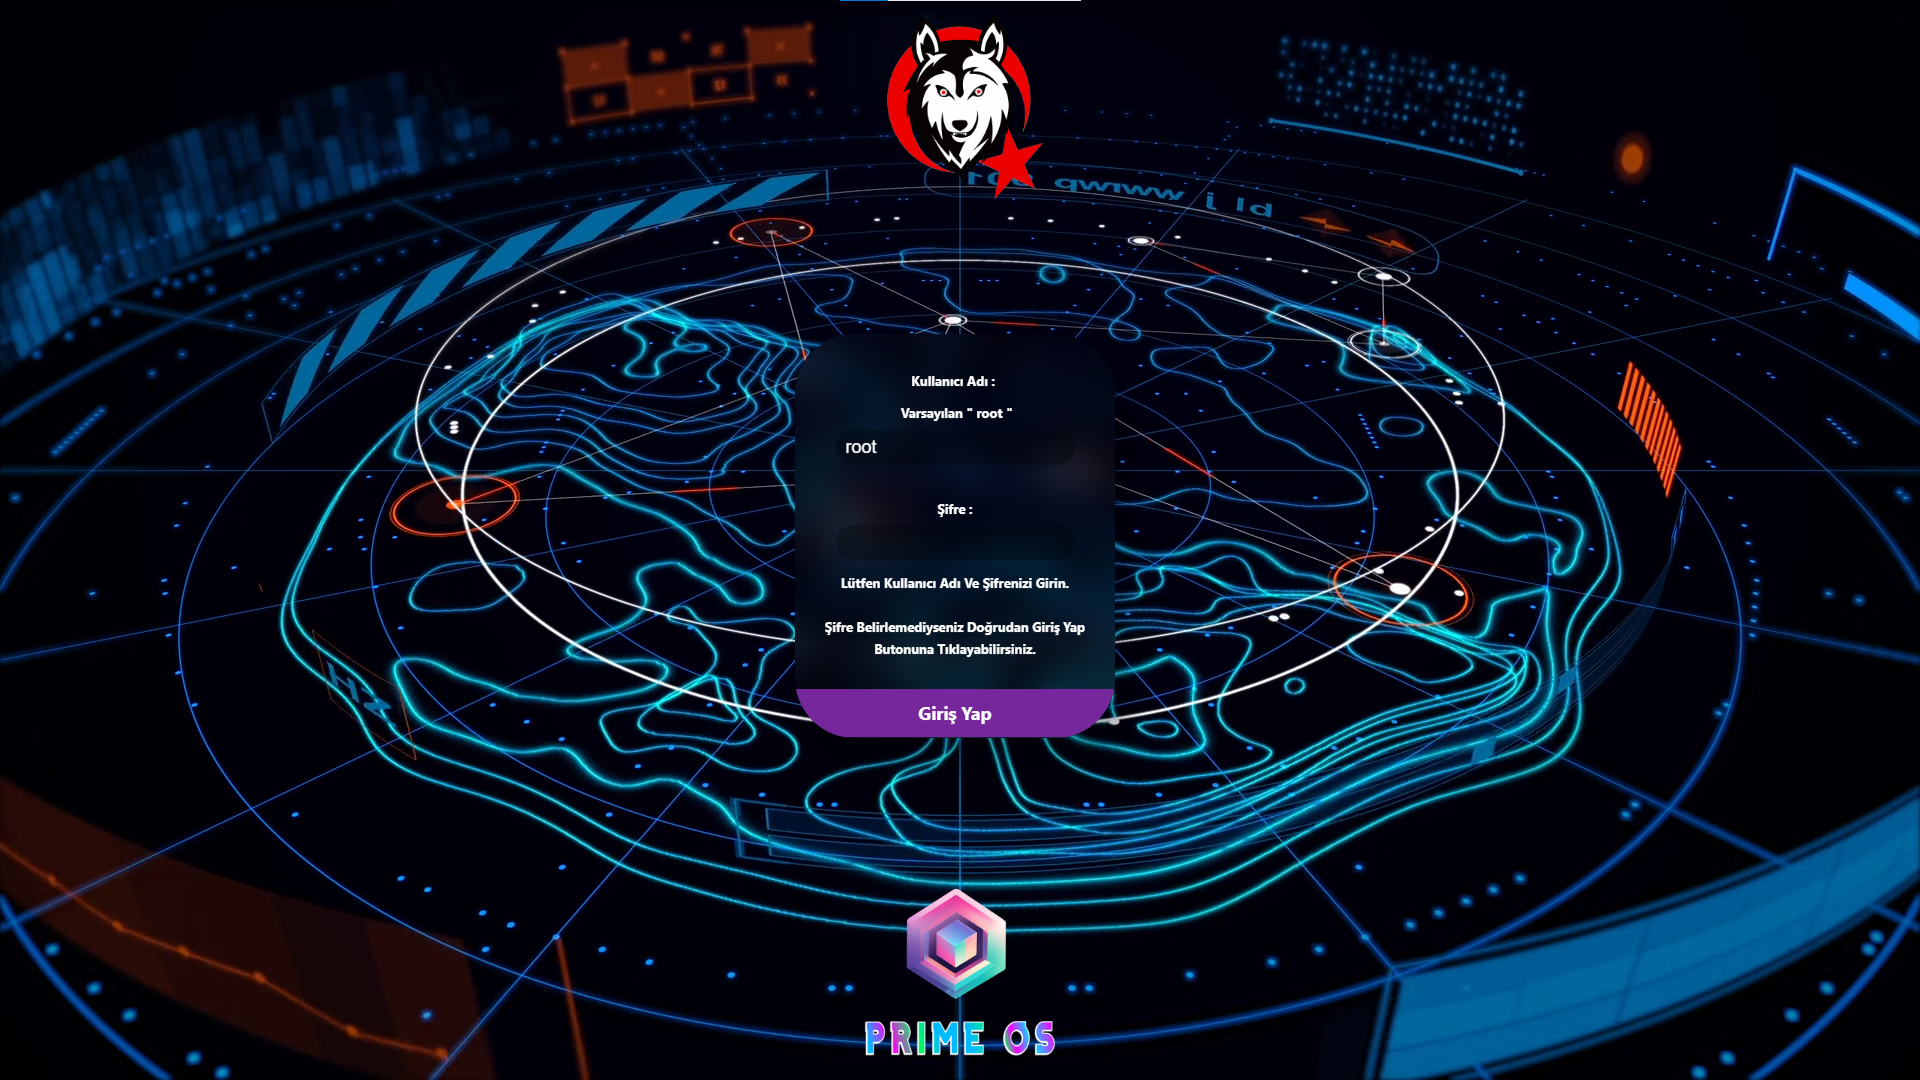 Kullanıcı Adı :
Varsayılan " root "
root
Şifre :
Lütfen Kullanıcı Adı Ve Şifrenizi Girin.
Şifre Belirlemediyseniz Doğrudan Giriş Yap
Butonuna Tıklayabilirsiniz.
Giriş Yap
PRIME OS